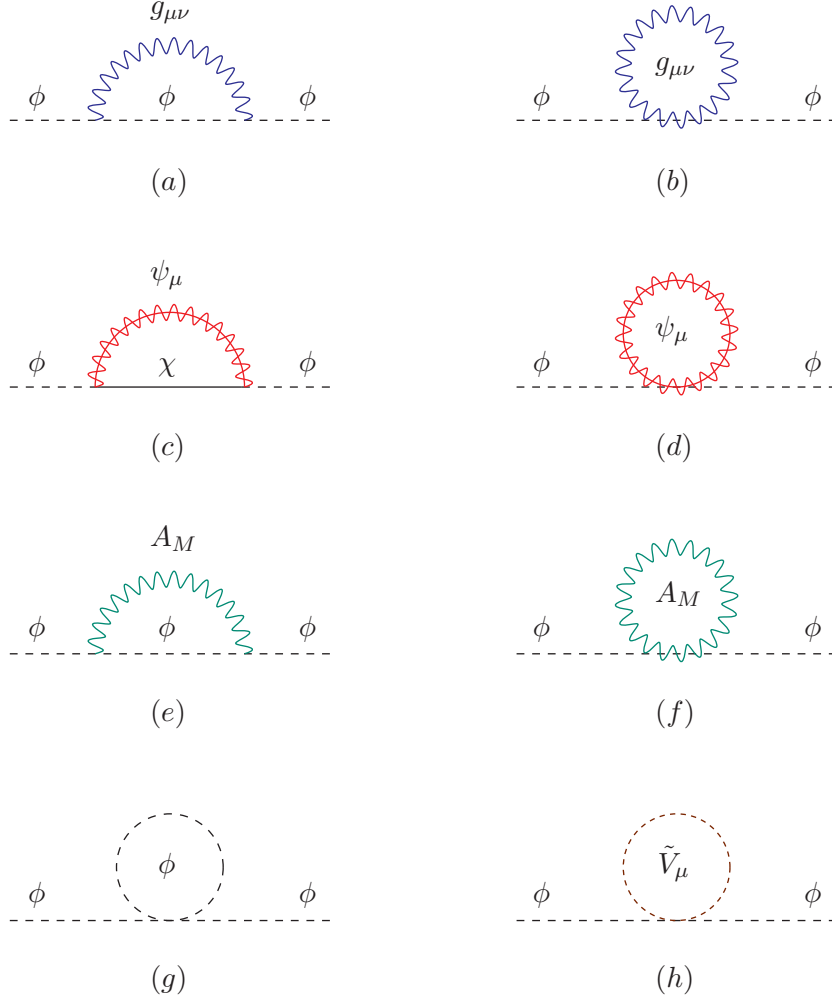 g_{μν} g_{μν}
ϕ ϕ ϕ ϕ ϕ
(a) (b)
ψ_μ ψ_μ
ϕ χ ϕ ϕ ϕ
(c) (d)
A_M A_M
ϕ ϕ ϕ ϕ ϕ
(e) (f)
ϕ Ṽ_μ
ϕ ϕ ϕ ϕ
(g) (h)